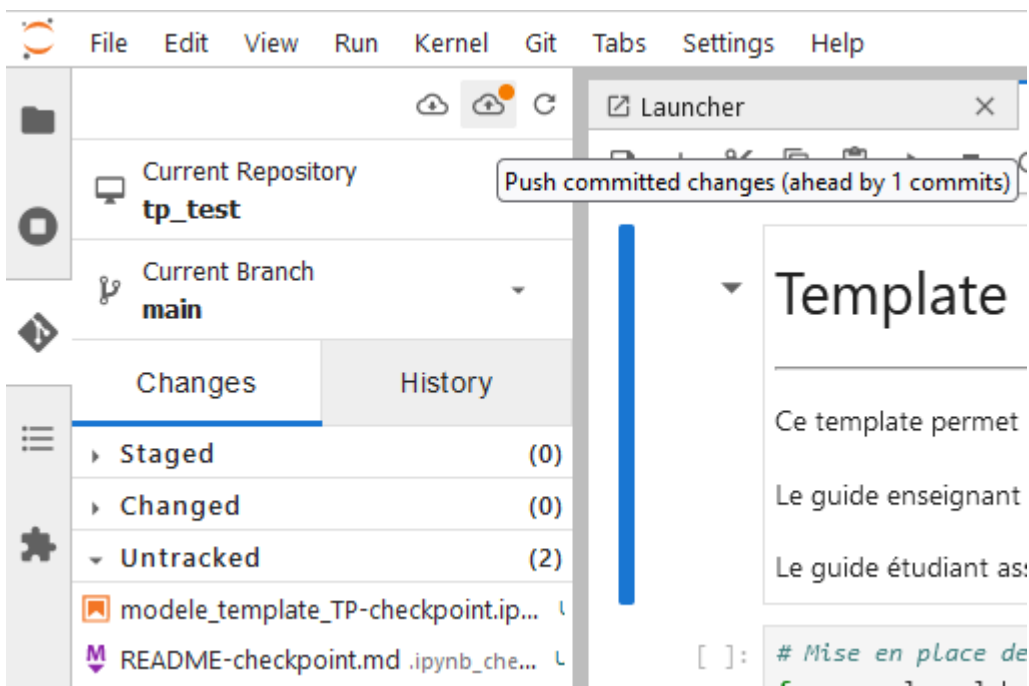 File Edit View Run Kernel Git Tabs Settings Help
Launcher
Current Repository
tp_test
Push committed changes (ahead by 1 commits)
Current Branch
main
Changes History
Staged (0)
Changed (0)
Untracked (2)
modele_template_TP-checkpoint.ip... U
README-checkpoint.md .ipynb_che... U
Template
Ce template permet
Le guide enseignant
Le guide étudiant ass
[ ]: # Mise en place de